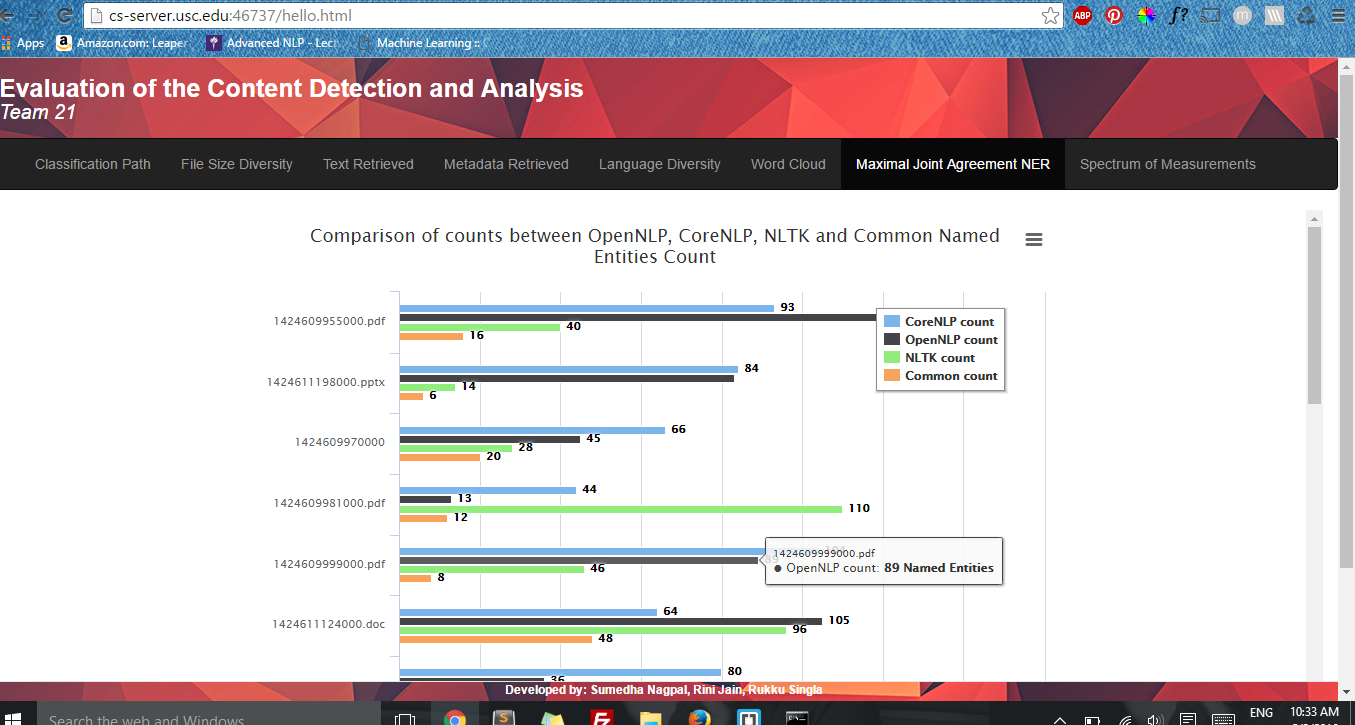 cs-server.usc.edu:46737/hello.html
ABP
f?
m
Apps
Amazon.com: Leaper
Advanced NLP - Lec
Machine Learning ::
Evaluation of the Content Detection and Analysis
Team 21
Classification Path
File Size Diversity
Text Retrieved
Metadata Retrieved
Language Diversity
Word Cloud
Maximal Joint Agreement NER
Spectrum of Measurements
Comparison of counts between OpenNLP, CoreNLP, NLTK and Common Named
Entities Count
CoreNLP count
OpenNLP count
NLTK count
Common count
1424609955000.pdf
93
40
16
1424611198000.pptx
84
14
6
1424609970000
66
45
28
20
1424609981000.pdf
44
13
110
12
1424609999000.pdf
46
8
1424609999000.pdf
● OpenNLP count: 89 Named Entities
1424611124000.doc
64
105
96
48
80
36
Developed by: Sumedha Nagpal, Rini Jain, Rukku Singla
Search the web and Windows
ENG
10:33 AM